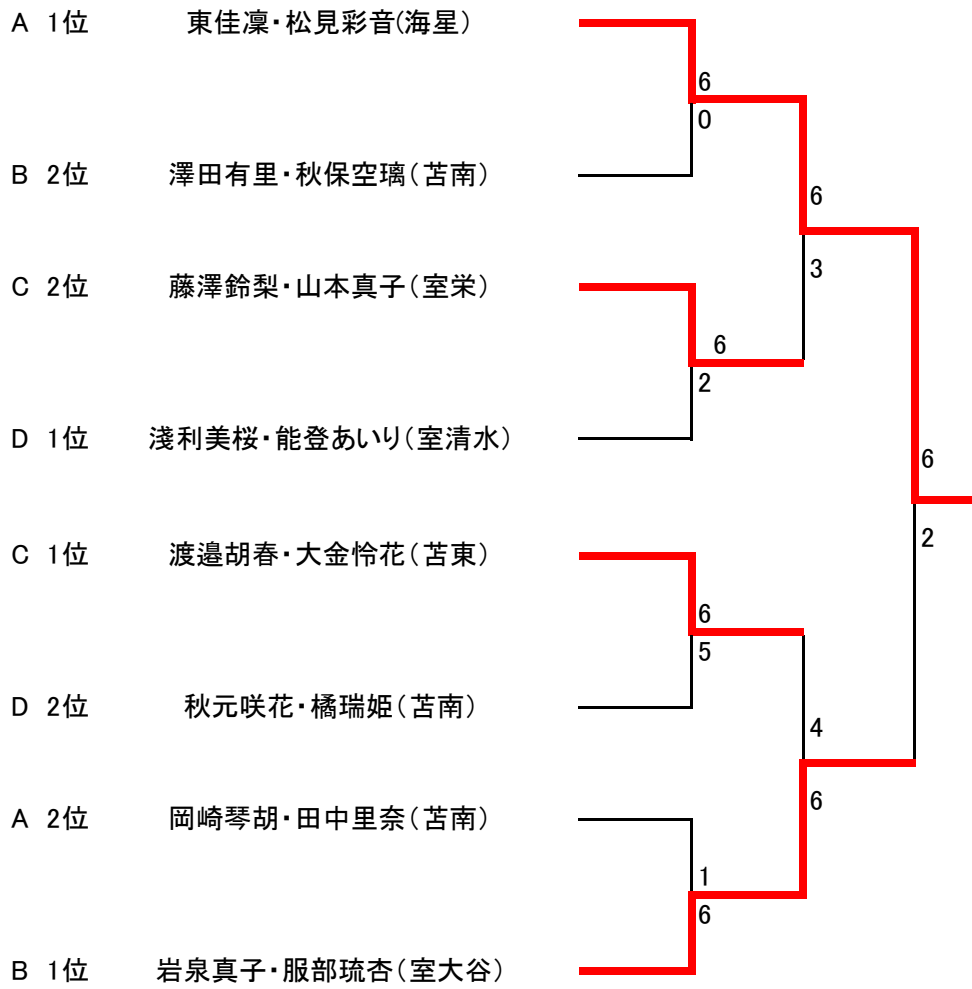 A 1位 東佳凜・松見彩音(海星)
6
0
B 2位 澤田有里・秋保空璃(苫南)
6
C 2位 藤澤鈴梨・山本真子(室栄)
3
6
2
D 1位 淺利美桜・能登あいり(室清水)
6
2
C 1位 渡邉胡春・大金怜花(苫東)
6
5
D 2位 秋元咲花・橘瑞姫(苫南)
4
6
A 2位 岡崎琴胡・田中里奈(苫南)
1
6
B 1位 岩泉真子・服部琉杏(室大谷)